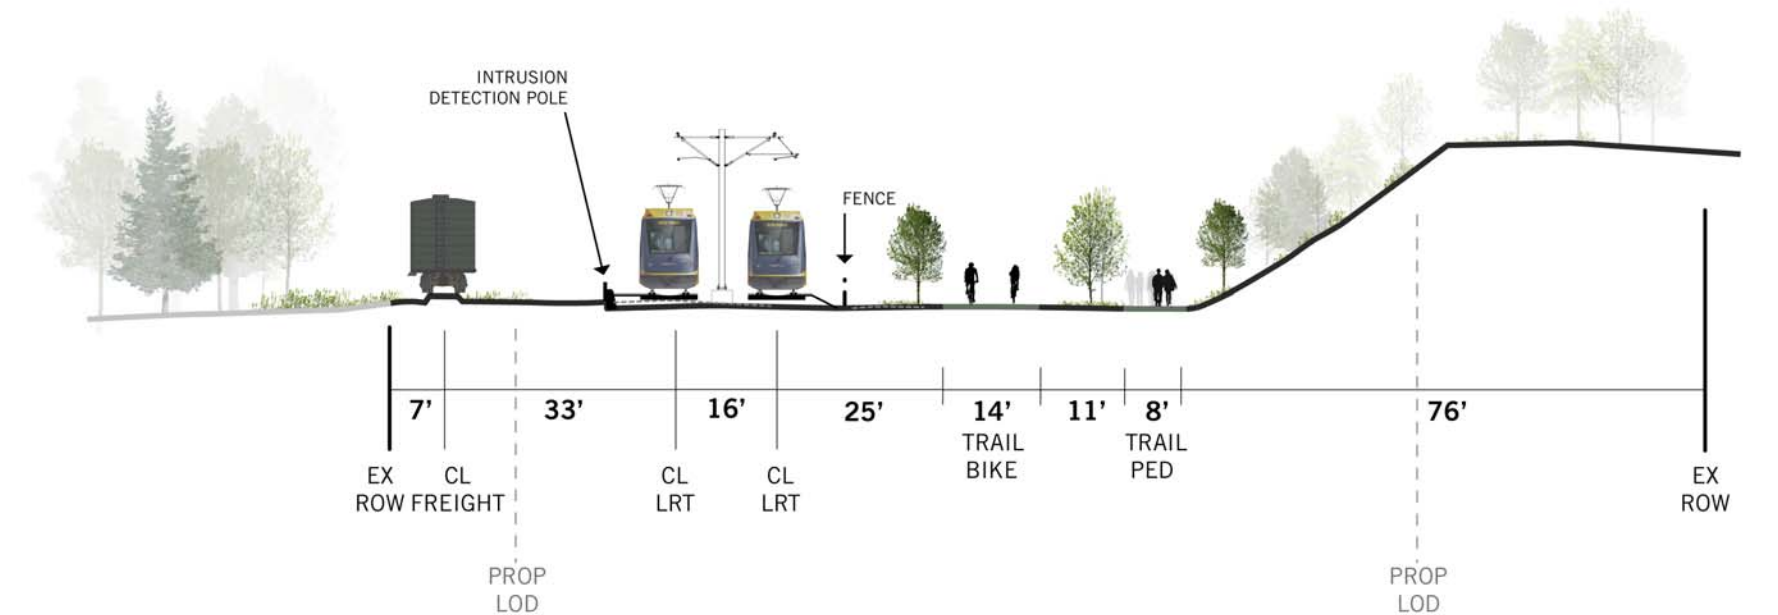 INTRUSION
DETECTION POLE
FENCE
7’ 33’ 16’ 25’ 14’ 11’ 8’ 76’
TRAIL
BIKE
TRAIL
PED
EX
ROW
CL
FREIGHT
CL
LRT
CL
LRT
EX
ROW
PROP
LOD
PROP
LOD